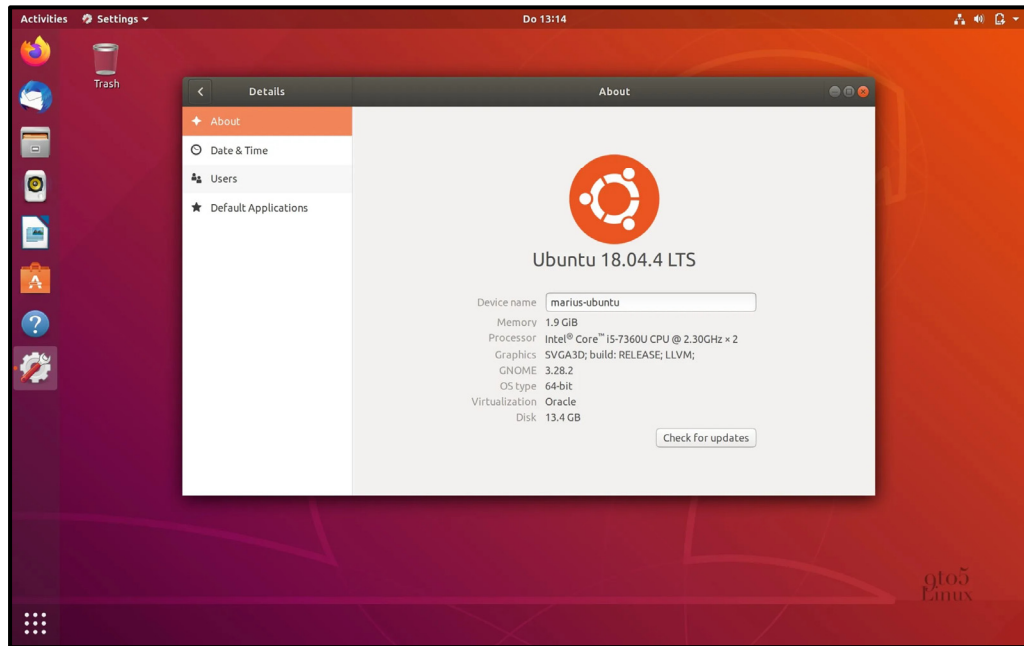 Activities Settings Do 13:14
Trash
Details About
About
Date & Time
Users
Default Applications
Ubuntu 18.04.4 LTS
Device name marius-ubuntu
Memory 1.9 GiB
Processor Intel® Core™ i5-7360U CPU @ 2.30GHz × 2
Graphics SVGA3D; build: RELEASE; LLVM;
GNOME 3.28.2
OS type 64-bit
Virtualization Oracle
Disk 13.4 GB
Check for updates
9to5
Linux